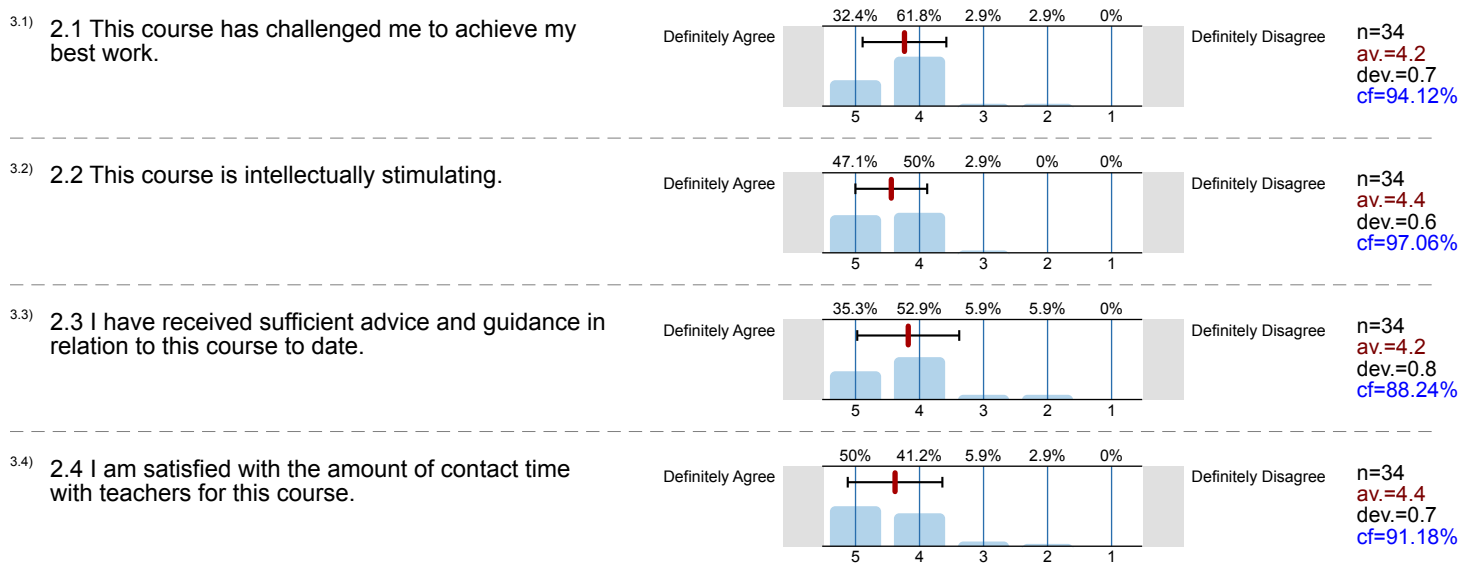 3.1) 2.1 This course has challenged me to achieve my
best work.
Definitely Agree
32.4% 61.8% 2.9% 2.9% 0%
5 4 3 2 1
Definitely Disagree
n=34
av.=4.2
dev.=0.7
cf=94.12%
3.2) 2.2 This course is intellectually stimulating.
Definitely Agree
47.1% 50% 2.9% 0% 0%
5 4 3 2 1
Definitely Disagree
n=34
av.=4.4
dev.=0.6
cf=97.06%
3.3) 2.3 I have received sufficient advice and guidance in
relation to this course to date.
Definitely Agree
35.3% 52.9% 5.9% 5.9% 0%
5 4 3 2 1
Definitely Disagree
n=34
av.=4.2
dev.=0.8
cf=88.24%
3.4) 2.4 I am satisfied with the amount of contact time
with teachers for this course.
Definitely Agree
50% 41.2% 5.9% 2.9% 0%
5 4 3 2 1
Definitely Disagree
n=34
av.=4.4
dev.=0.7
cf=91.18%